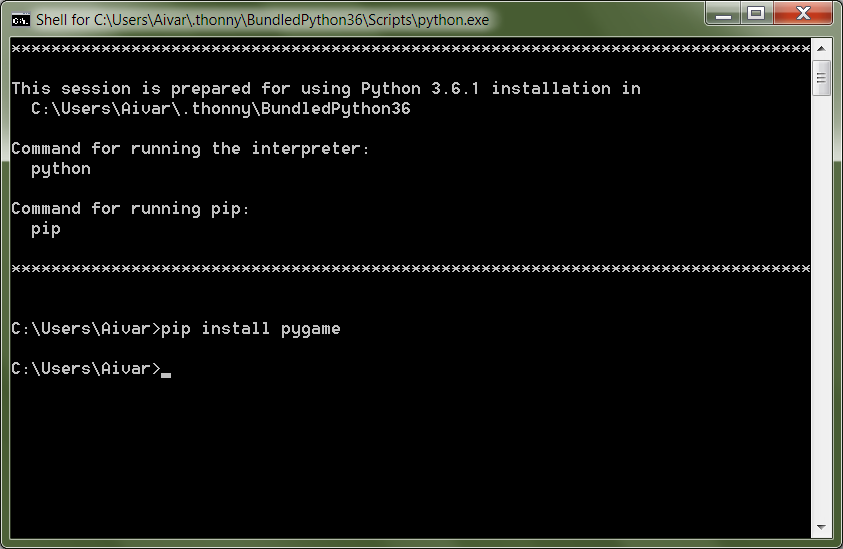 Shell for C:\Users\Aivar\.thonny\BundledPython36\Scripts\python.exe
********************************************************************************
This session is prepared for using Python 3.6.1 installation in
C:\Users\Aivar\.thonny\BundledPython36
Command for running the interpreter:
python
Command for running pip:
pip
********************************************************************************
C:\Users\Aivar>pip install pygame
C:\Users\Aivar>_